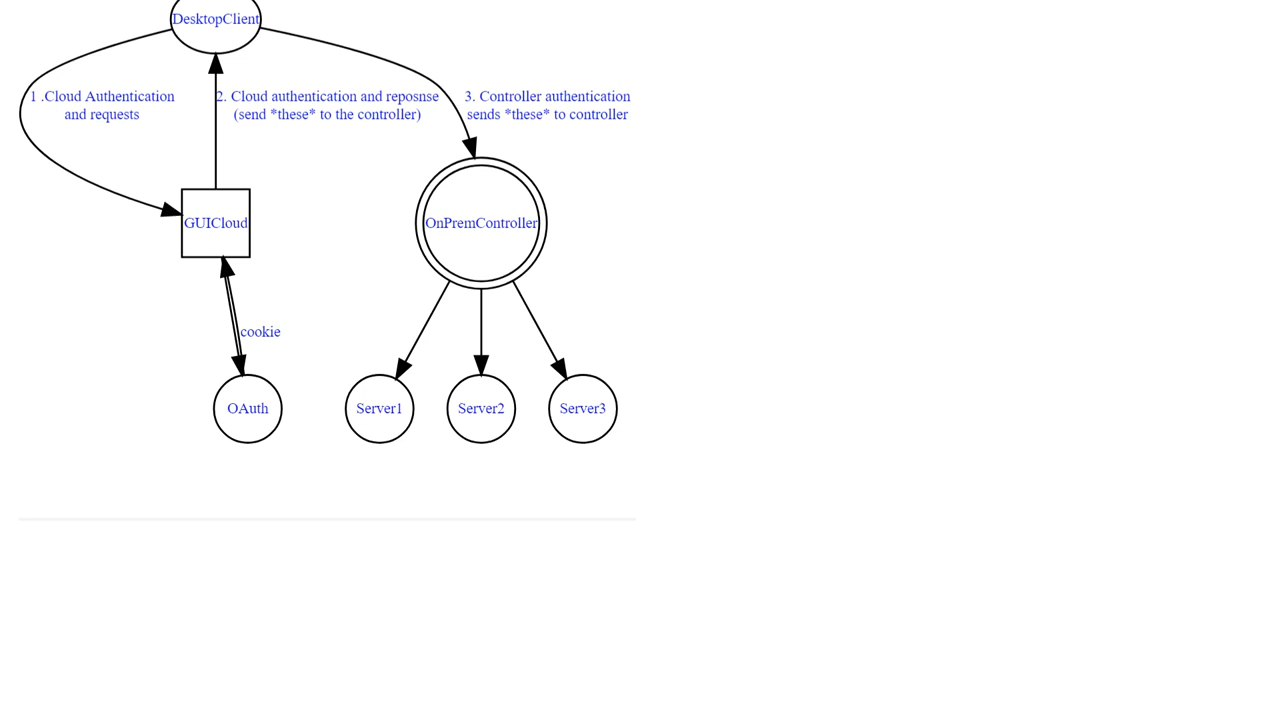 DesktopClient
1 .Cloud Authentication
and requests
2. Cloud authentication and reposnse
(send *these* to the controller)
3. Controller authentication
sends *these* to controller
GUICloud
OnPremController
cookie
OAuth
Server1
Server2
Server3